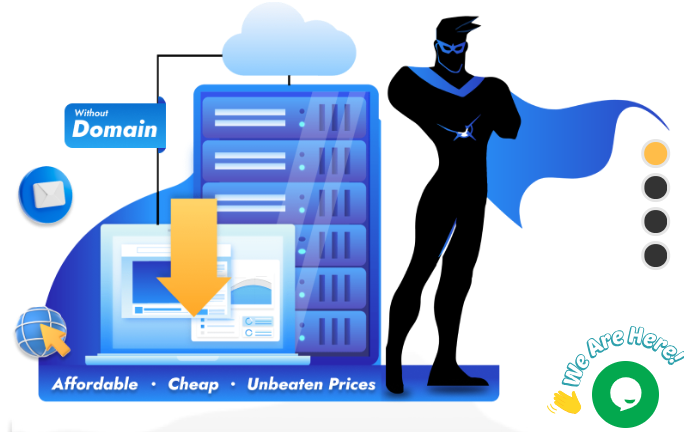 Without
Domain
Affordable • Cheap • Unbeaten Prices
We Are Here!